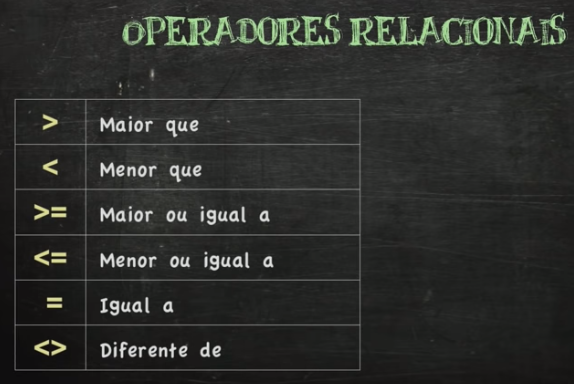 OPERADORES RELACIONAIS
> Maior que
< Menor que
>= Maior ou igual a
<= Menor ou igual a
= Igual a
<> Diferente de